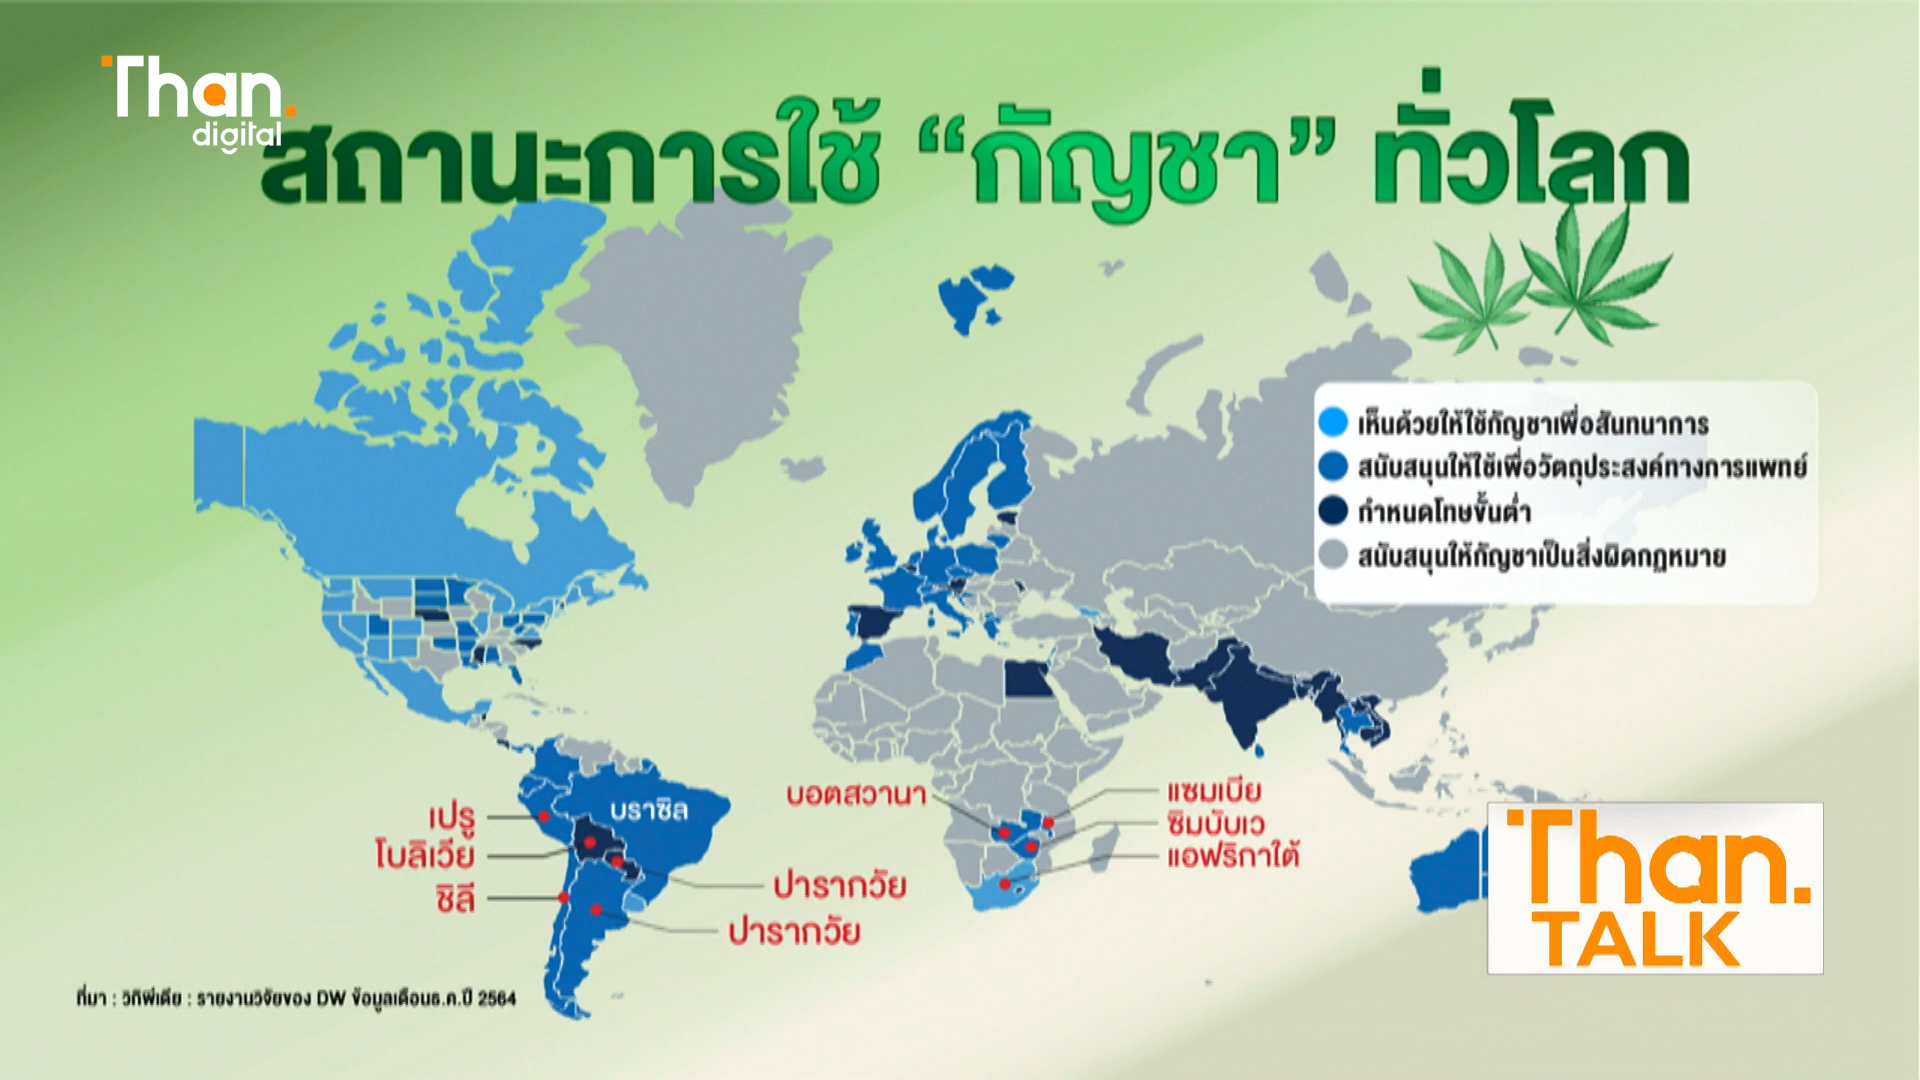 Than.
digital
สถานะการใช้ “กัญชา” ทั่วโลก
เห็นด้วยให้ใช้กัญชาเพื่อสันทนาการ
สนับสนุนให้ใช้เพื่อวัตถุประสงค์ทางการแพทย์
กำหนดโทษขั้นต่ำ
สนับสนุนให้กัญชาเป็นสิ่งผิดกฎหมาย
เปรู
โบลิเวีย
ชิลี
บราซิล
ปารากวัย
ปารากวัย
บอตสวานา
แซมเบีย
ซิมบับเว
แอฟริกาใต้
Than.
TALK
ที่มา : วิกิพีเดีย : รายงานวิจัยของ DW ข้อมูลเดือนธ.ค.ปี 2564